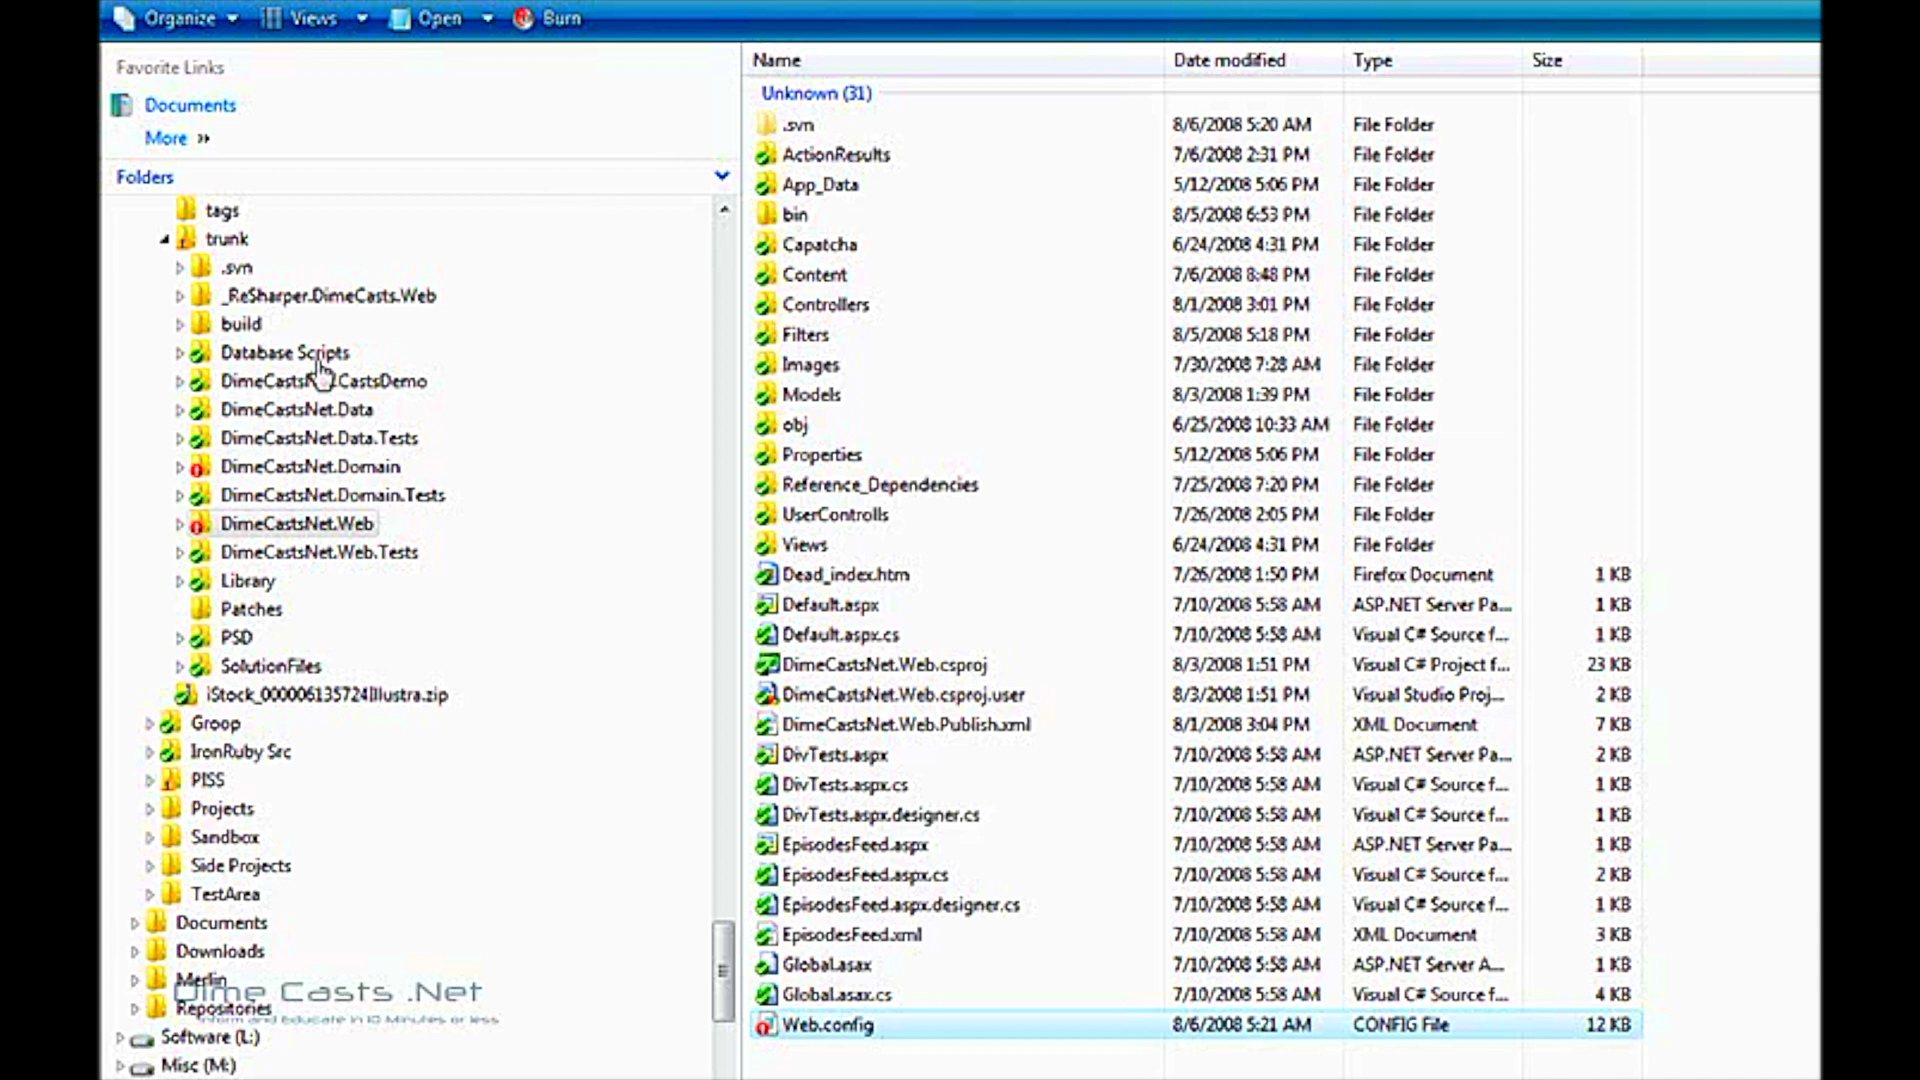 Organize Views Open Burn
Favorite Links
Documents
More »
Folders
tags
trunk
.svn
_ReSharper.DimeCasts.Web
build
Database Scripts
DimeCastsN CastsDemo
DimeCastsNet.Data
DimeCastsNet.Data.Tests
DimeCastsNet.Domain
DimeCastsNet.Domain.Tests
DimeCastsNet.Web
DimeCastsNet.Web.Tests
Library
Patches
PSD
SolutionFiles
iStock_000006135724Illustra.zip
Groop
IronRuby Src
PISS
Projects
Sandbox
Side Projects
TestArea
Documents
Downloads
Merlin
Dime Casts .Net
Repositories
Inform and Educate in 10 Minutes or less
Software (L:)
Misc (M:)
Name Date modified Type Size
Unknown (31)
.svn 8/6/2008 5:20 AM File Folder
ActionResults 7/6/2008 2:31 PM File Folder
App_Data 5/12/2008 5:06 PM File Folder
bin 8/5/2008 6:53 PM File Folder
Capatcha 6/24/2008 4:31 PM File Folder
Content 7/6/2008 8:48 PM File Folder
Controllers 8/1/2008 3:01 PM File Folder
Filters 8/5/2008 5:18 PM File Folder
Images 7/30/2008 7:28 AM File Folder
Models 8/3/2008 1:39 PM File Folder
obj 6/25/2008 10:33 AM File Folder
Properties 5/12/2008 5:06 PM File Folder
Reference_Dependencies 7/25/2008 7:20 PM File Folder
UserControlls 7/26/2008 2:05 PM File Folder
Views 6/24/2008 4:31 PM File Folder
Dead_index.htm 7/26/2008 1:50 PM Firefox Document 1 KB
Default.aspx 7/10/2008 5:58 AM ASP.NET Server Pa... 1 KB
Default.aspx.cs 7/10/2008 5:58 AM Visual C# Source f... 1 KB
DimeCastsNet.Web.csproj 8/3/2008 1:51 PM Visual C# Project f... 23 KB
DimeCastsNet.Web.csproj.user 8/3/2008 1:51 PM Visual Studio Proj... 2 KB
DimeCastsNet.Web.Publish.xml 8/1/2008 3:04 PM XML Document 7 KB
DivTests.aspx 7/10/2008 5:58 AM ASP.NET Server Pa... 2 KB
DivTests.aspx.cs 7/10/2008 5:58 AM Visual C# Source f... 1 KB
DivTests.aspx.designer.cs 7/10/2008 5:58 AM Visual C# Source f... 1 KB
EpisodesFeed.aspx 7/10/2008 5:58 AM ASP.NET Server Pa... 1 KB
EpisodesFeed.aspx.cs 7/10/2008 5:58 AM Visual C# Source f... 2 KB
EpisodesFeed.aspx.designer.cs 7/10/2008 5:58 AM Visual C# Source f... 1 KB
EpisodesFeed.xml 7/10/2008 5:58 AM XML Document 3 KB
Global.asax 7/10/2008 5:58 AM ASP.NET Server A... 1 KB
Global.asax.cs 7/10/2008 5:58 AM Visual C# Source f... 4 KB
Web.config 8/6/2008 5:21 AM CONFIG File 12 KB